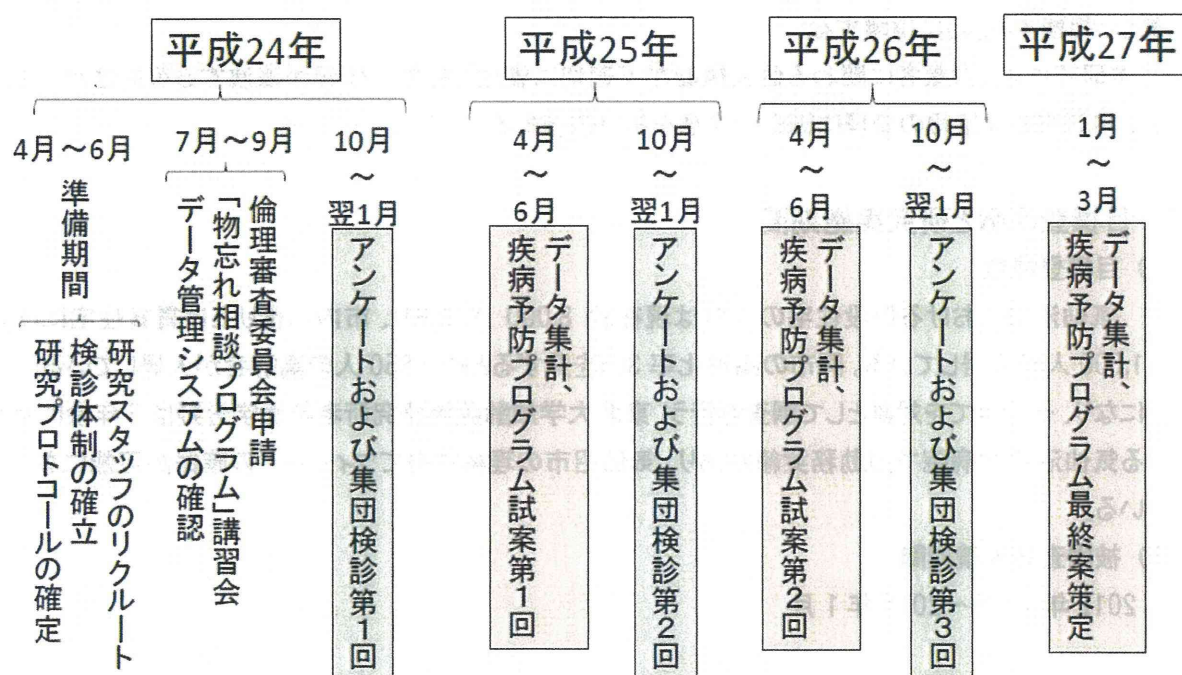 平成24年
4月～6月
準備期間
研究スタッフのリクルート
検診体制の確立
研究プロトコールの確定
7月～9月
倫理審査委員会申請
「物忘れ相談プログラム」講習会
データ管理システムの確認
10月
～
翌1月
アンケートおよび集団検診第1回
平成25年
4月
～
6月
データ集計、
疾病予防プログラム試案第1回
10月
～
翌1月
アンケートおよび集団検診第2回
平成26年
4月
～
6月
データ集計、
疾病予防プログラム試案第2回
10月
～
翌1月
アンケートおよび集団検診第3回
平成27年
1月
～
3月
データ集計、
疾病予防プログラム最終案策定